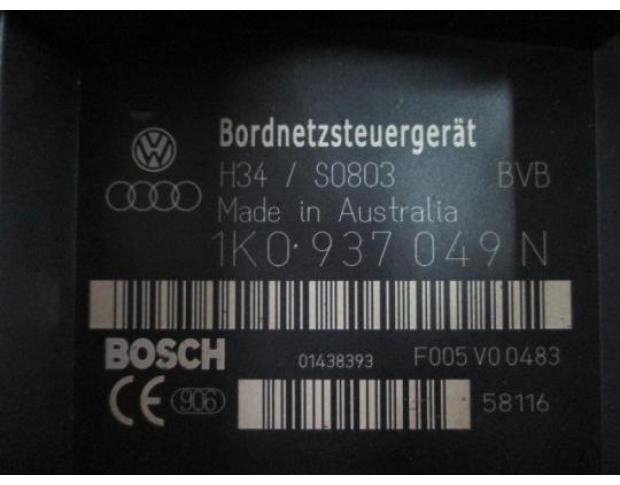 Bordnetzsteuergerät
H34 / S0803 BVB
Made in Australia
1K0 937 049 N
BOSCH 01438393 F005 V0 0483
CE 906 58116